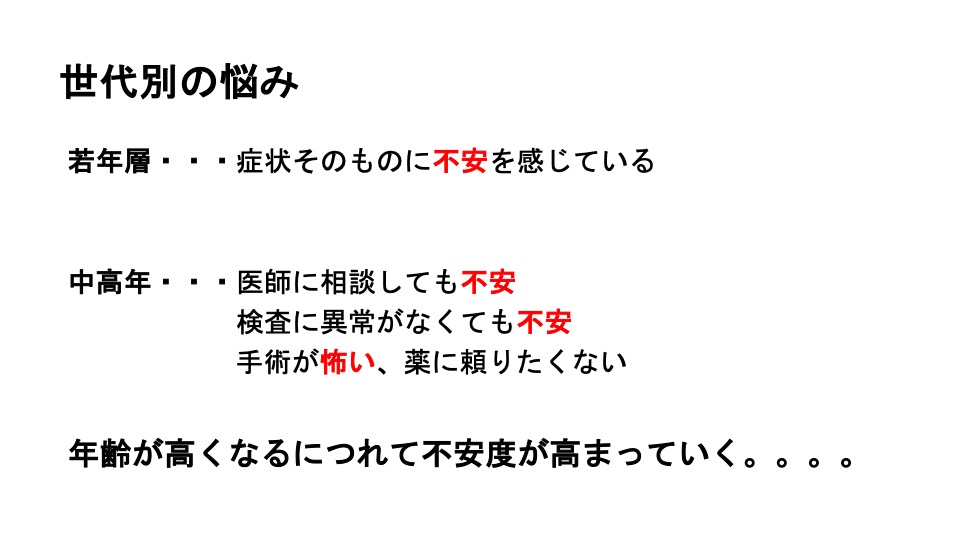 世代別の悩み
若年層・・・症状そのものに不安を感じている
中高年・・・医師に相談しても不安
検査に異常がなくても不安
手術が怖い、薬に頼りたくない
年齢が高くなるにつれて不安度が高まっていく。。。。